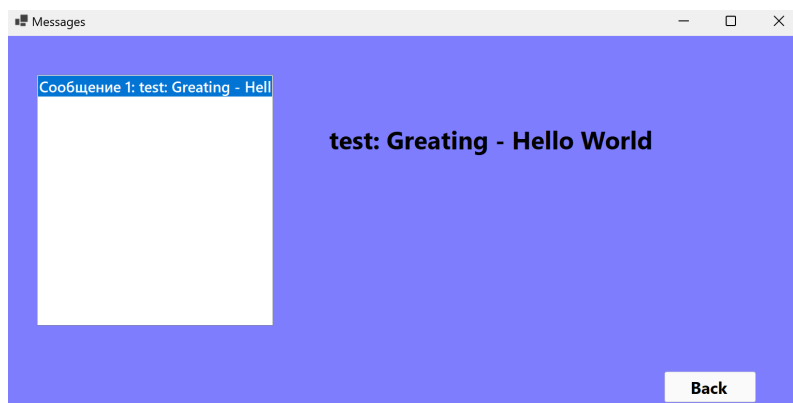 Messages
Сообщение 1: test: Greating - Hell
test: Greating - Hello World
Back